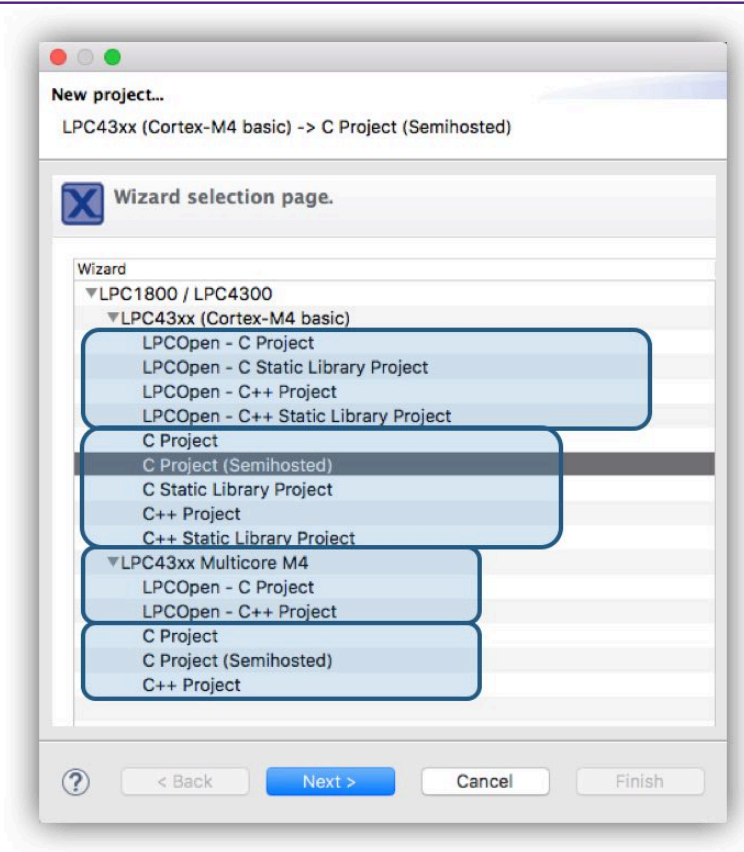 New project...
LPC43xx (Cortex-M4 basic) -> C Project (Semihosted)
X Wizard selection page.
Wizard
▼LPC1800 / LPC4300
▼LPC43xx (Cortex-M4 basic)
LPCOpen - C Project
LPCOpen - C Static Library Project
LPCOpen - C++ Project
LPCOpen - C++ Static Library Project
C Project
C Project (Semihosted)
C Static Library Project
C++ Project
C++ Static Library Project
▼LPC43xx Multicore M4
LPCOpen - C Project
LPCOpen - C++ Project
C Project
C Project (Semihosted)
C++ Project
? < Back Next > Cancel Finish